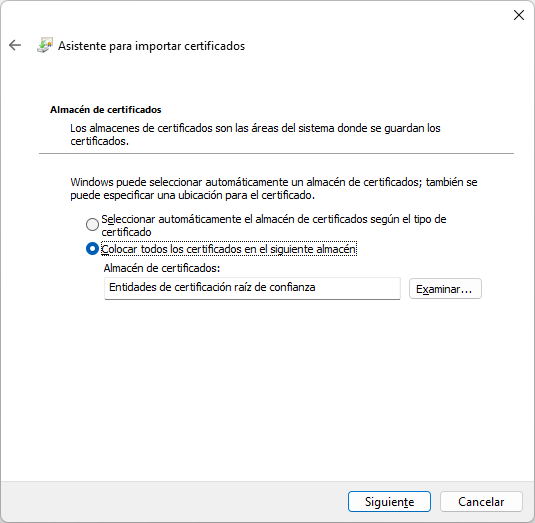 Asistente para importar certificados
Almacén de certificados
Los almacenes de certificados son las áreas del sistema donde se guardan los
certificados.
Windows puede seleccionar automáticamente un almacén de certificados; también se
puede especificar una ubicación para el certificado.
Seleccionar automáticamente el almacén de certificados según el tipo de
certificado
Colocar todos los certificados en el siguiente almacén
Almacén de certificados:
Entidades de certificación raíz de confianza
Examinar...
Siguiente
Cancelar